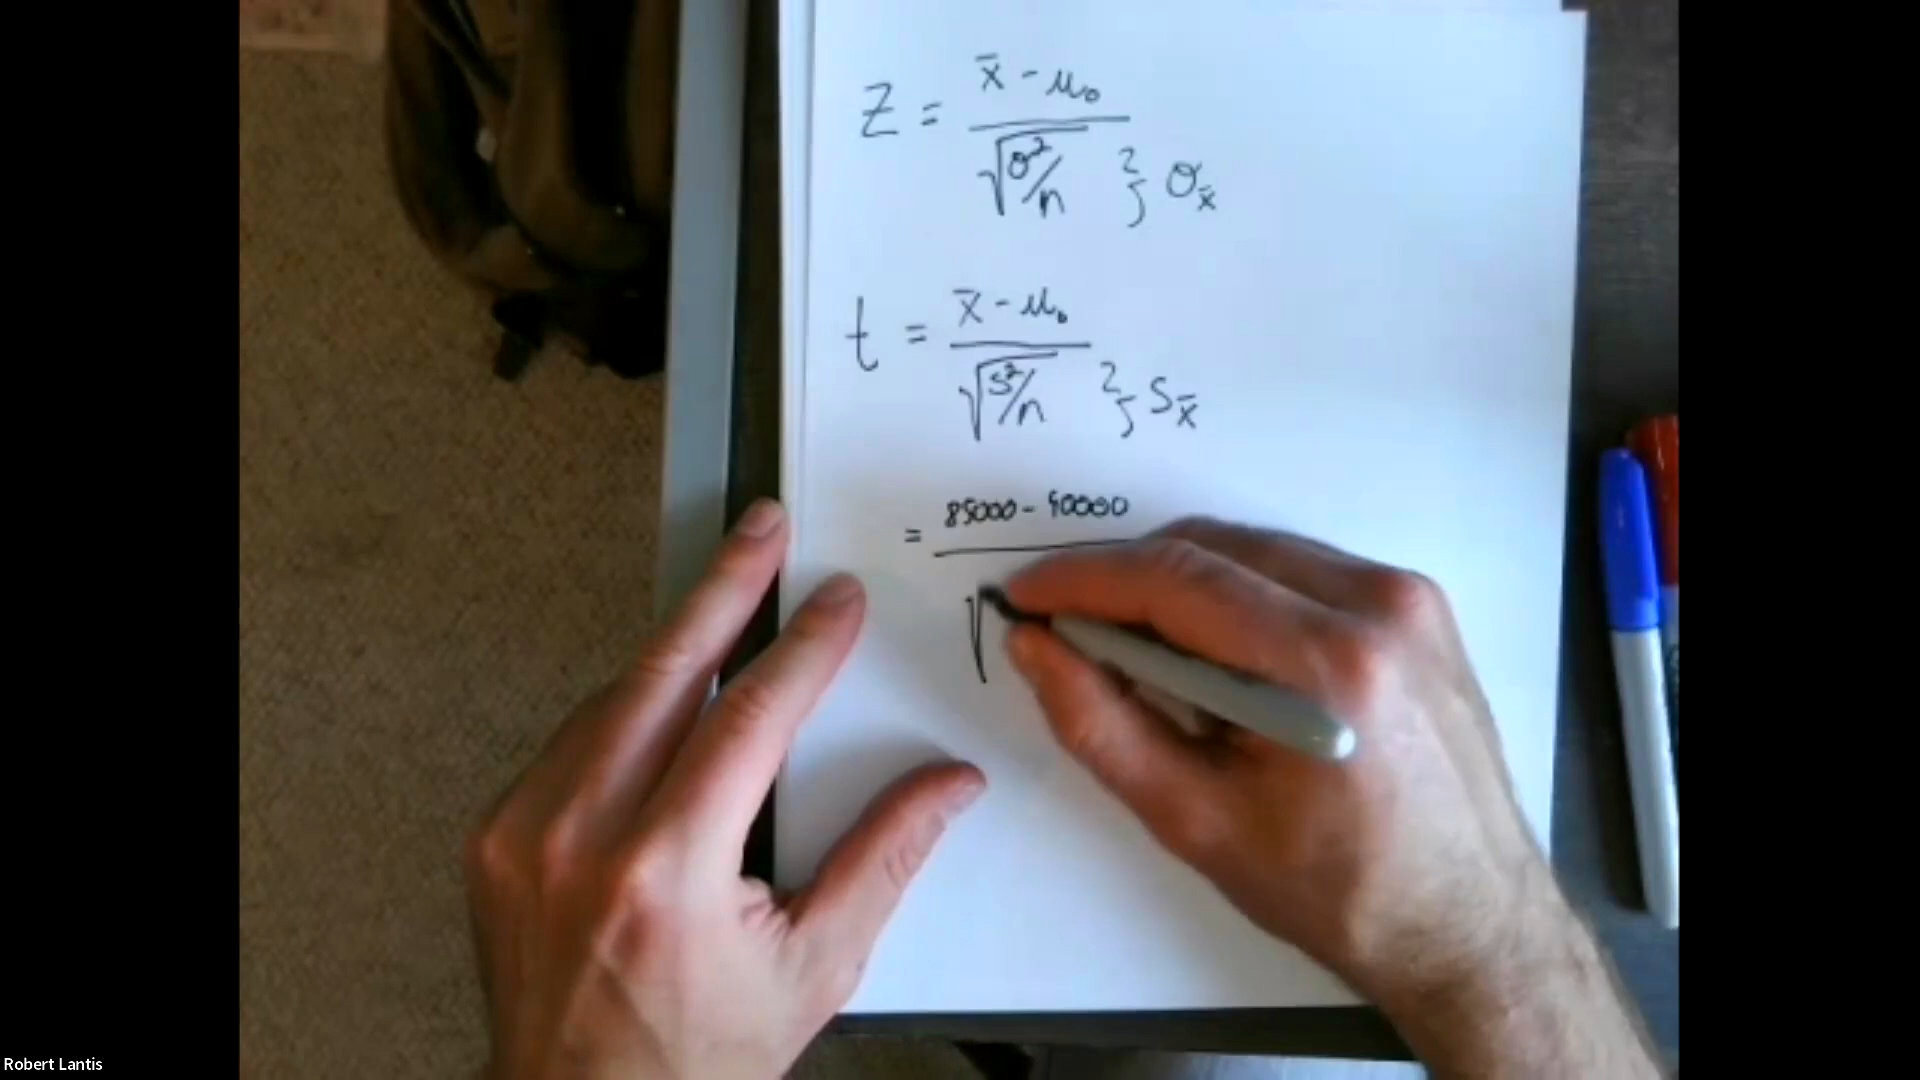 Z = x̄ - μ₀
√σ²/n } σx̄
t = x̄ - μ₀
√s²/n } Sx̄
= 85000 - 90000
√
Robert Lantis